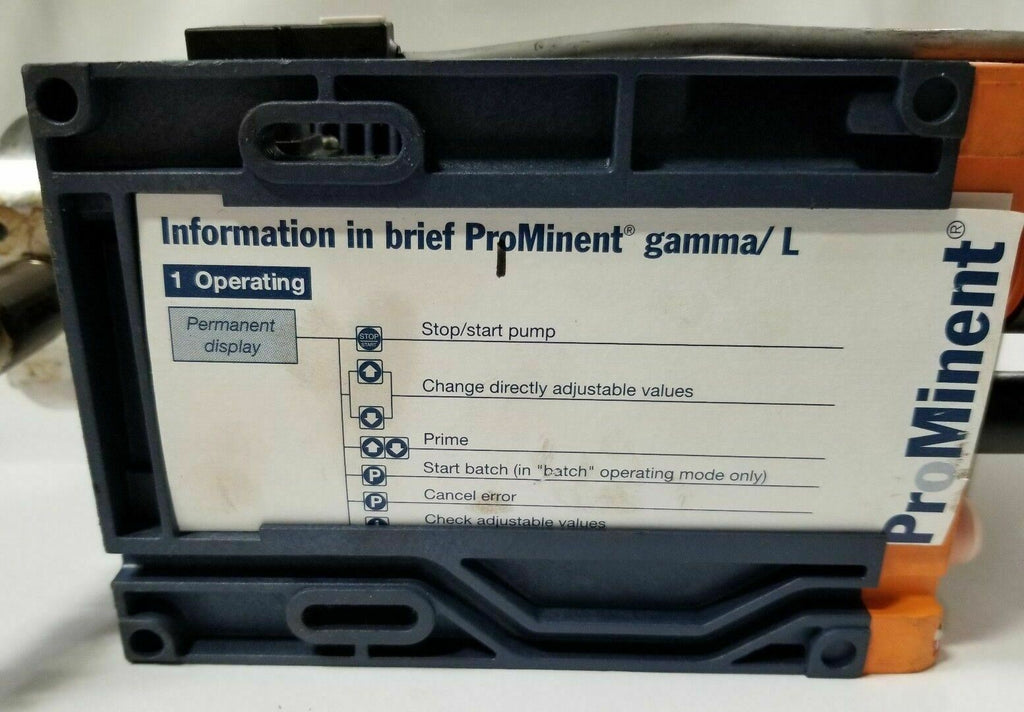 Information in brief ProMinent® gamma/ L
1 Operating
Permanent
display
STOP
START
Stop/start pump
Change directly adjustable values
Prime
P
Start batch (in "batch" operating mode only)
P
Cancel error
Check adjustable values
ProMinent®